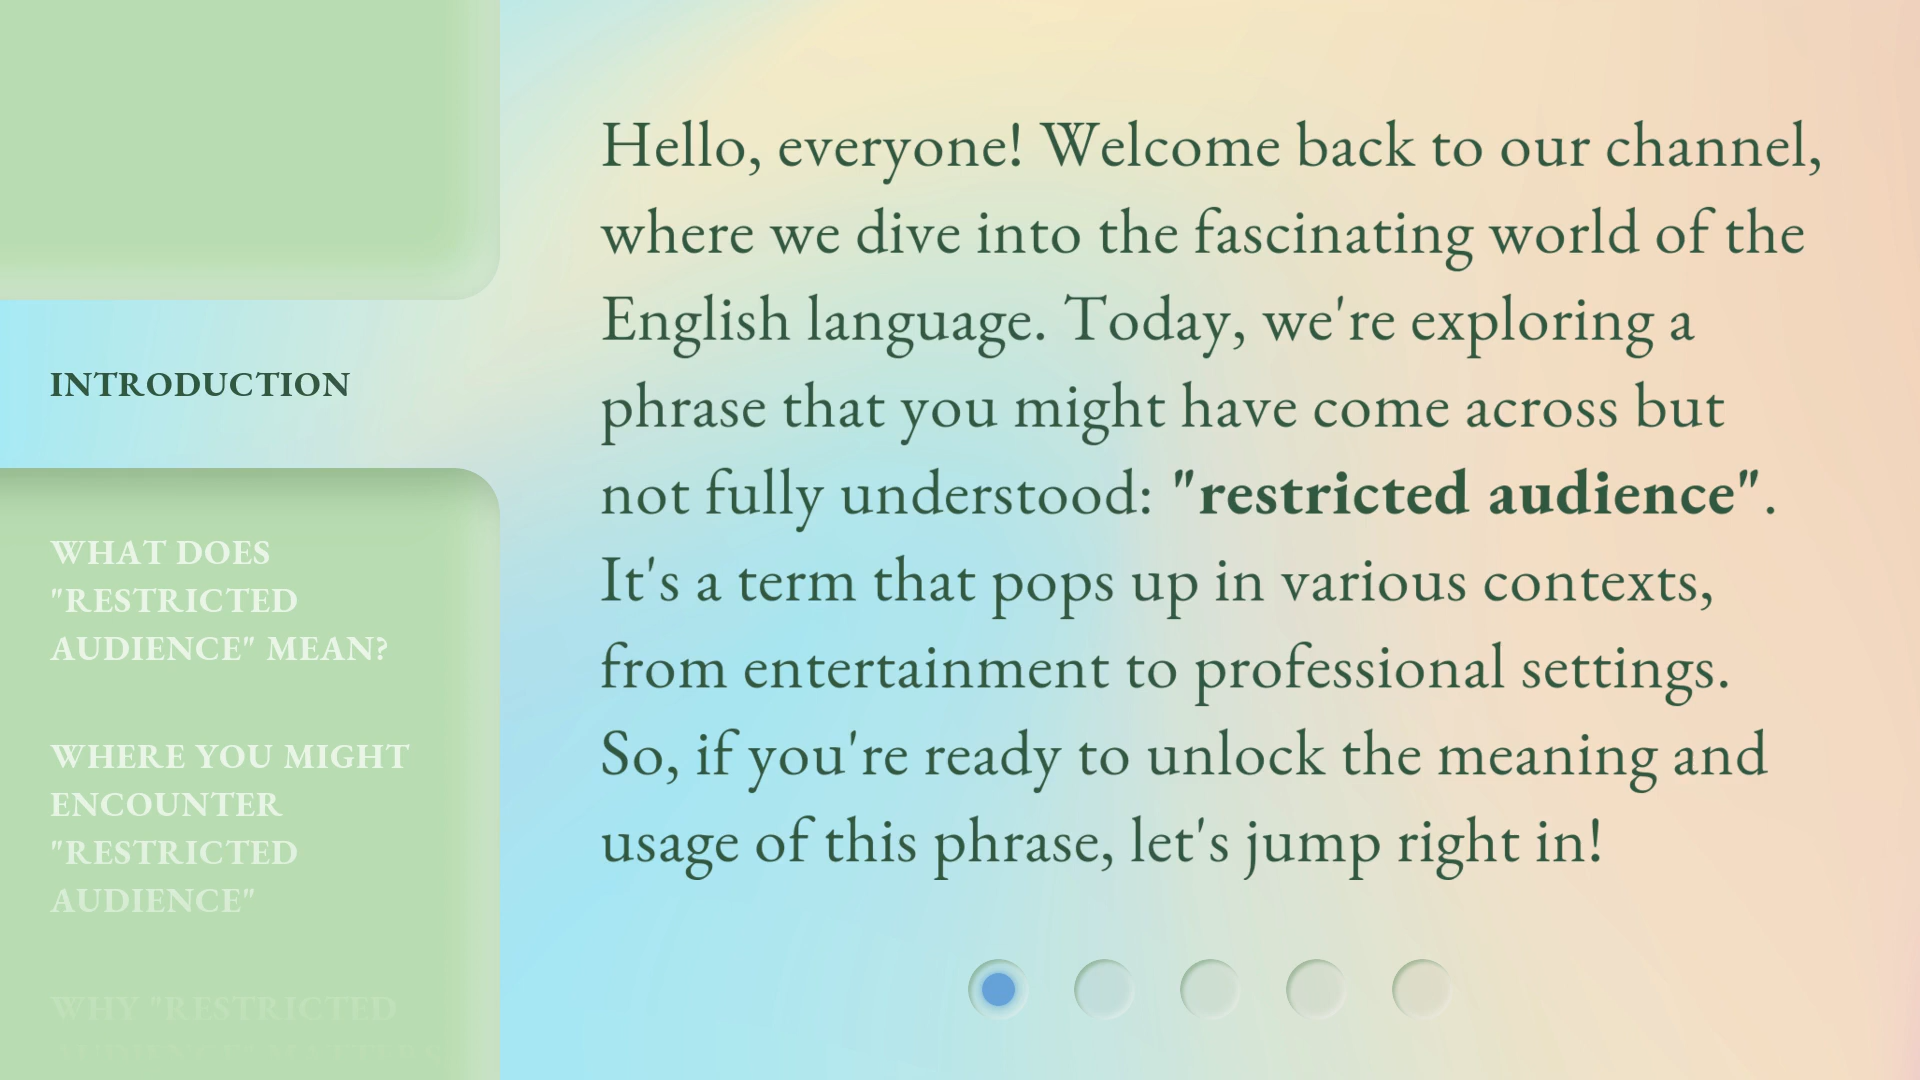 INTRODUCTION
WHAT DOES
"RESTRICTED
AUDIENCE" MEAN?
WHERE YOU MIGHT
ENCOUNTER
"RESTRICTED
AUDIENCE"
WHY "RESTRICTED
AUDIENCE" MATTERS
Hello, everyone! Welcome back to our channel,
where we dive into the fascinating world of the
English language. Today, we're exploring a
phrase that you might have come across but
not fully understood: "restricted audience".
It's a term that pops up in various contexts,
from entertainment to professional settings.
So, if you're ready to unlock the meaning and
usage of this phrase, let's jump right in!